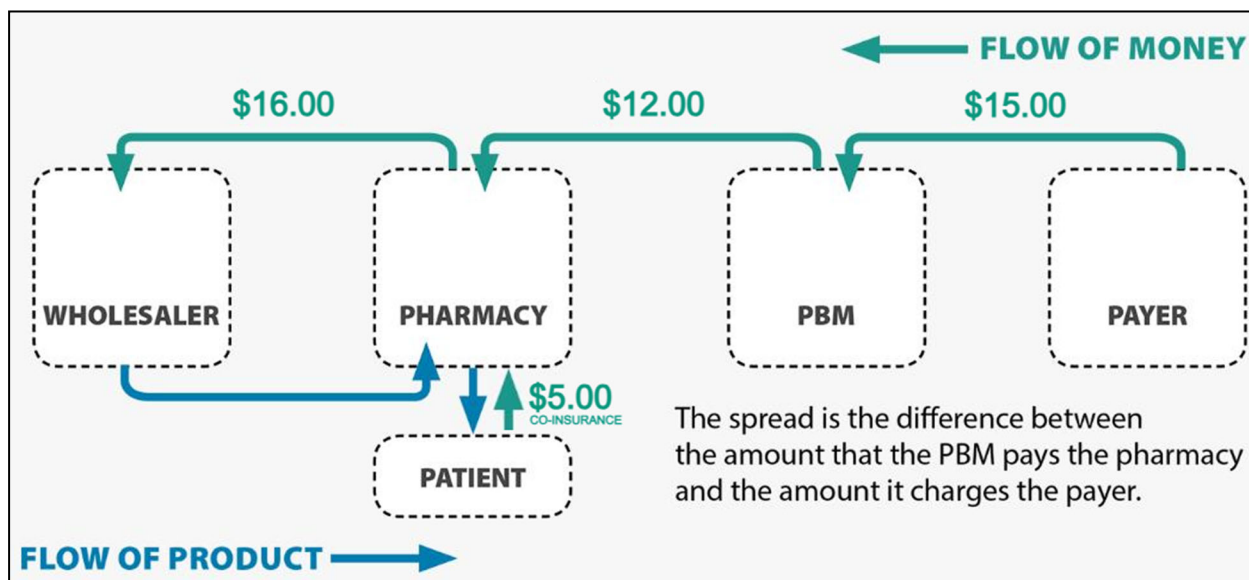 FLOW OF MONEY
$16.00
$12.00
$15.00
WHOLESALER
PHARMACY
PBM
PAYER
$5.00
CO-INSURANCE
PATIENT
The spread is the difference between
the amount that the PBM pays the pharmacy
and the amount it charges the payer.
FLOW OF PRODUCT